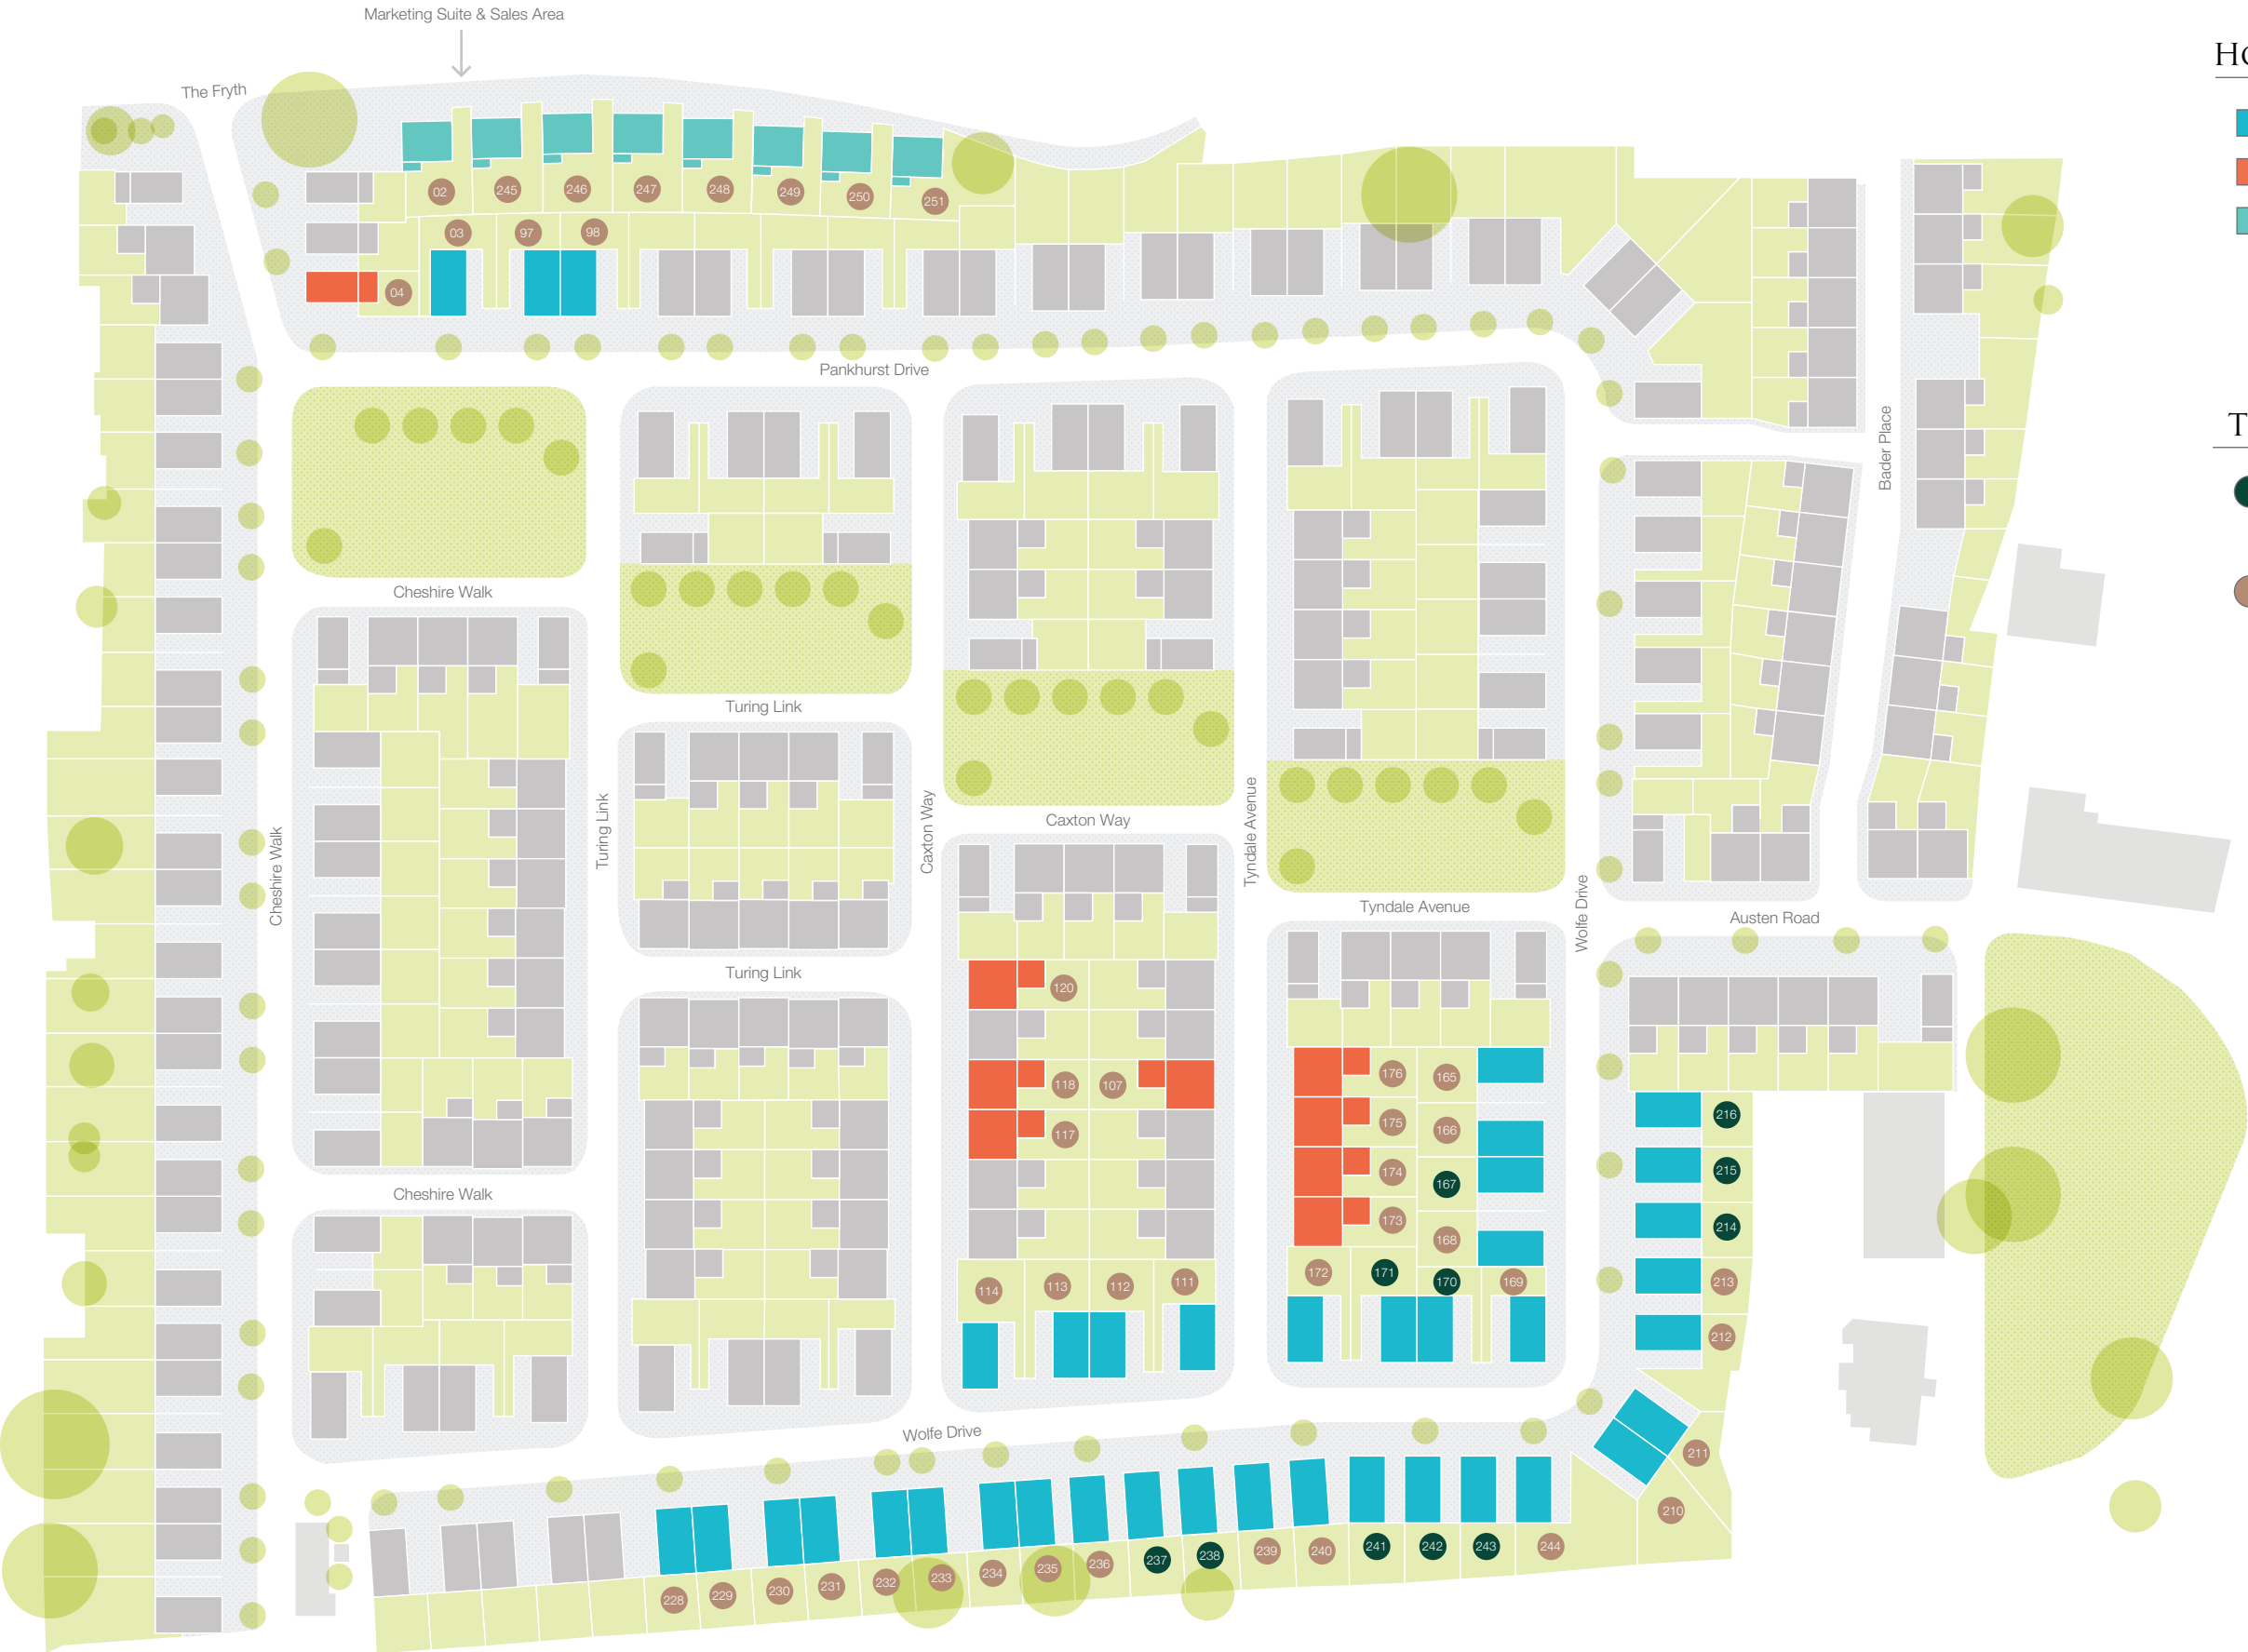 Marketing Suite & Sales Area
HO
The Fryth
02
245
246
247
248
249
250
251
03
97
98
04
Pankhurst Drive
T
Bader Place
Cheshire Walk
Turing Link
Caxton Way
Tyndale Avenue
Cheshire Walk
Turing Link
Caxton Way
Tyndale Avenue
Wolfe Drive
Austen Road
Turing Link
120
118
107
117
176
165
175
166
174
167
173
168
172
171
170
169
114
113
112
111
216
215
214
213
212
211
210
Cheshire Walk
Wolfe Drive
228
229
230
231
232
233
234
235
236
237
238
239
240
241
242
243
244